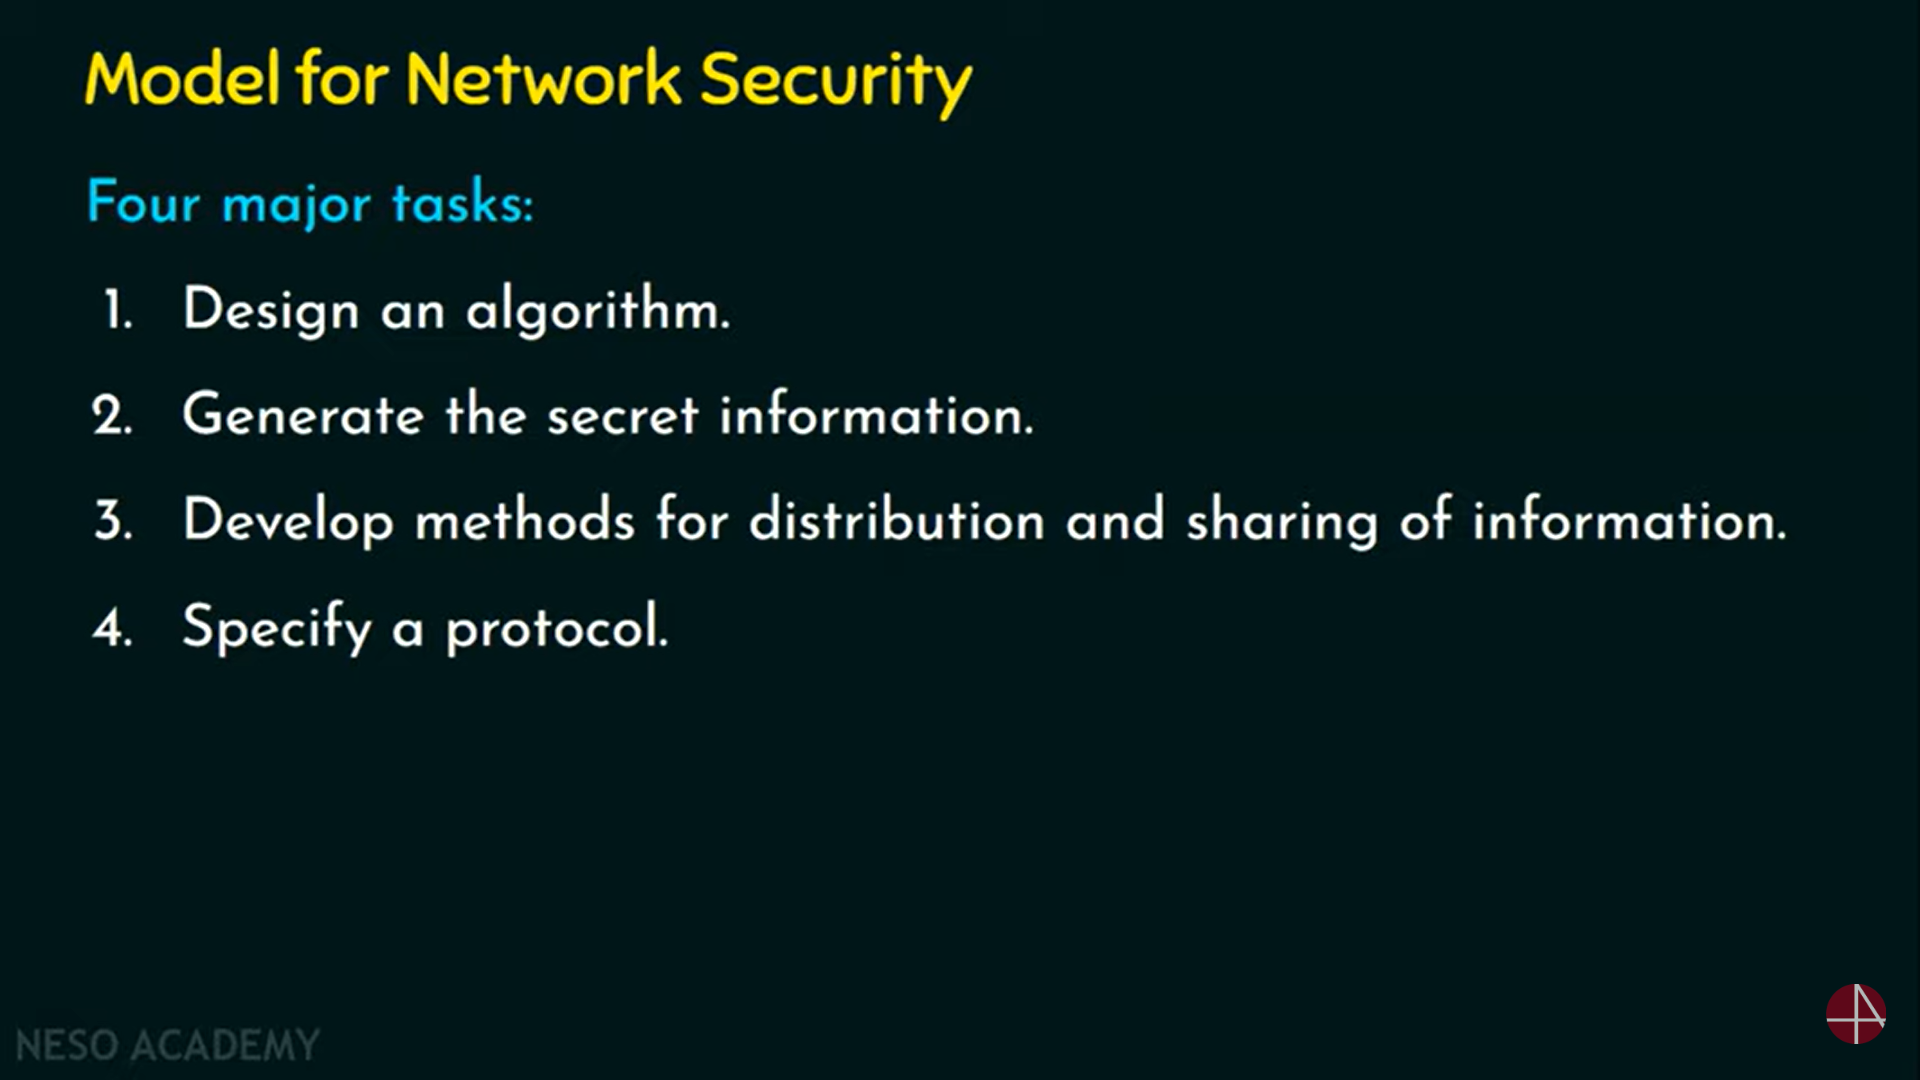 Model for Network Security
Four major tasks:
1. Design an algorithm.
2. Generate the secret information.
3. Develop methods for distribution and sharing of information.
4. Specify a protocol.
NESO ACADEMY